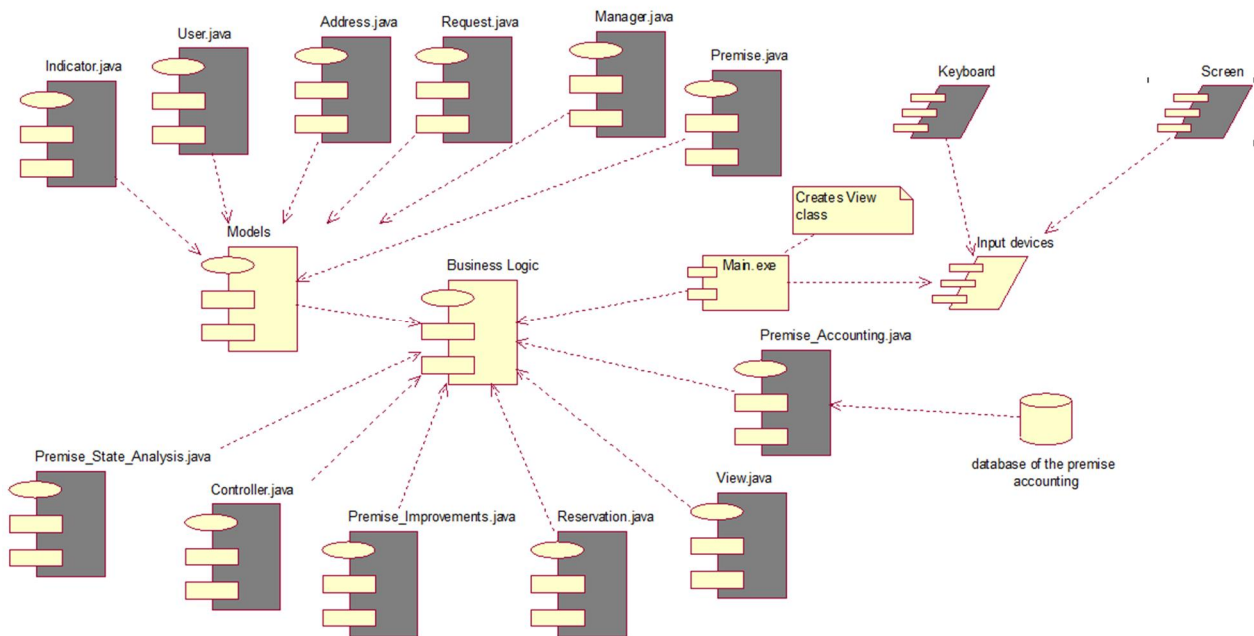 Manager.java
Address.java
Request.java
User.java
Premise.java
Indicator.java
Keyboard
Screen
Creates View
class
Models
Input devices
Business Logic
Main.exe
Premise_Accounting.java
Premise_State_Analysis.java
database of the premise
accounting
View.java
Controller.java
Premise_Improvements.java
Reservation.java